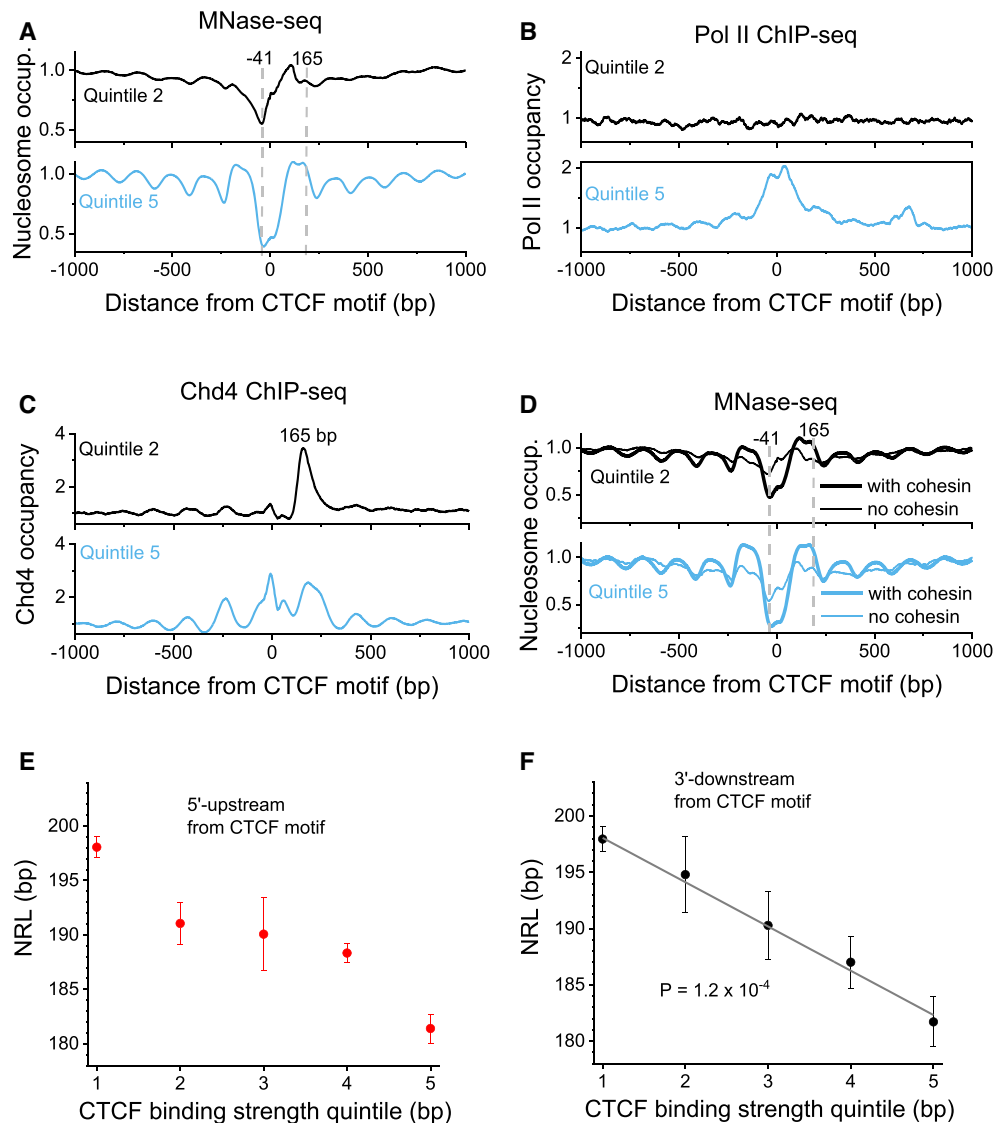 A
MNase-seq
-41 165
Nucleosome occup.
1.0
Quintile 2
0.5
1.0
Quintile 5
0.5
-1000 -500 0 500 1000
Distance from CTCF motif (bp)
B
Pol II ChIP-seq
Pol II occupancy
2
Quintile 2
1
2
Quintile 5
1
-1000 -500 0 500 1000
Distance from CTCF motif (bp)
C
Chd4 ChIP-seq
Chd4 occupancy
4
165 bp
Quintile 2
2
4
Quintile 5
2
-1000 -500 0 500 1000
Distance from CTCF motif (bp)
D
MNase-seq
-41 165
Nucleosome occup.
1.0
Quintile 2
0.5
with cohesin
no cohesin
1.0
Quintile 5
0.5
with cohesin
no cohesin
-1000 -500 0 500 1000
Distance from CTCF motif (bp)
E
5'-upstream
from CTCF motif
NRL (bp)
200
195
190
185
180
1 2 3 4 5
CTCF binding strength quintile (bp)
F
3'-downstream
from CTCF motif
NRL (bp)
200
195
190
185
180
P = 1.2 x 10-4
1 2 3 4 5
CTCF binding strength quintile (bp)